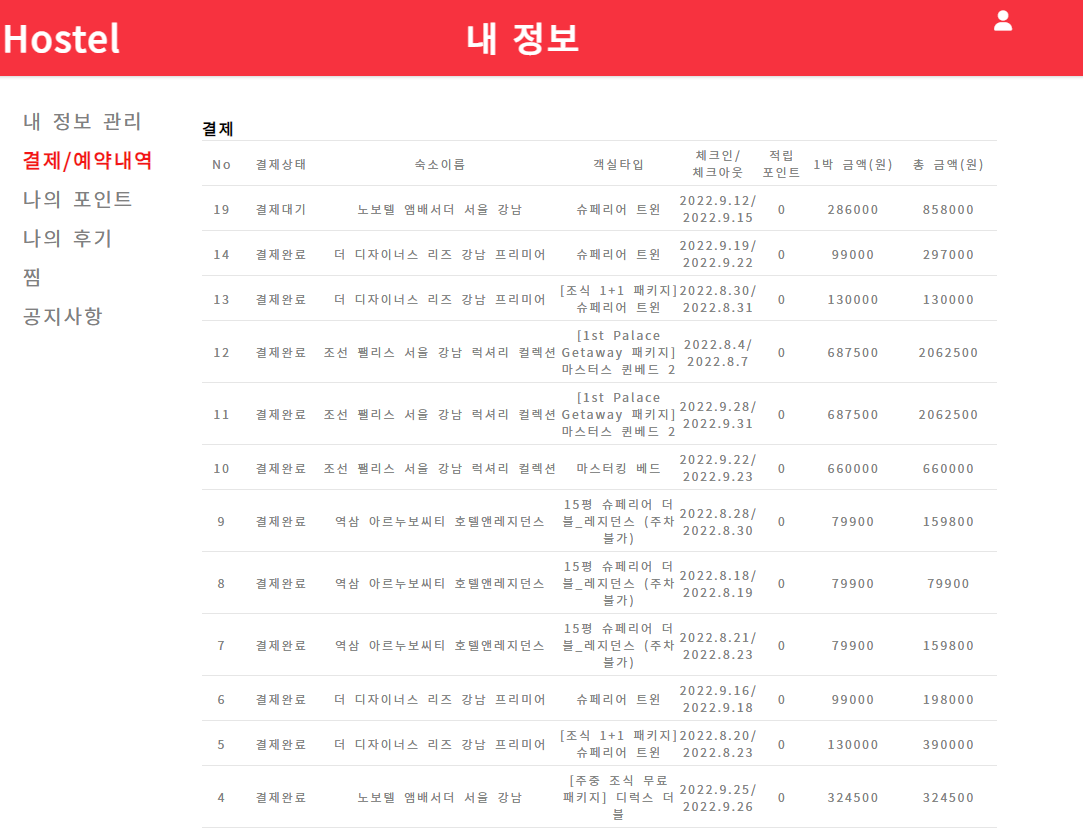 Hostel
내 정보
내 정보 관리
결제/예약내역
나의 포인트
나의 후기
찜
공지사항
결제
No 결제상태 숙소이름 객실타입 체크인/ 체크아웃 적립 포인트 1박 금액(원) 총 금액(원)
19 결제대기 노보텔 앰배서더 서울 강남 슈페리어 트윈 2022.9.12/ 2022.9.15 0 286000 858000
14 결제완료 더 디자이너스 리즈 강남 프리미어 슈페리어 트윈 2022.9.19/ 2022.9.22 0 99000 297000
13 결제완료 더 디자이너스 리즈 강남 프리미어 [조식 1+1 패키지] 슈페리어 트윈 2022.8.30/ 2022.8.31 0 130000 130000
12 결제완료 조선 팰리스 서울 강남 럭셔리 컬렉션 [1st Palace Getaway 패키지] 마스터스 퀸베드 2 2022.8.4/ 2022.8.7 0 687500 2062500
11 결제완료 조선 팰리스 서울 강남 럭셔리 컬렉션 [1st Palace Getaway 패키지] 마스터스 퀸베드 2 2022.9.28/ 2022.9.31 0 687500 2062500
10 결제완료 조선 팰리스 서울 강남 럭셔리 컬렉션 마스터킹 베드 2022.9.22/ 2022.9.23 0 660000 660000
9 결제완료 역삼 아르누보씨티 호텔앤레지던스 15평 슈페리어 더블_레지던스 (주차불가) 2022.8.28/ 2022.8.30 0 79900 159800
8 결제완료 역삼 아르누보씨티 호텔앤레지던스 15평 슈페리어 더블_레지던스 (주차불가) 2022.8.18/ 2022.8.19 0 79900 79900
7 결제완료 역삼 아르누보씨티 호텔앤레지던스 15평 슈페리어 더블_레지던스 (주차불가) 2022.8.21/ 2022.8.23 0 79900 159800
6 결제완료 더 디자이너스 리즈 강남 프리미어 슈페리어 트윈 2022.9.16/ 2022.9.18 0 99000 198000
5 결제완료 더 디자이너스 리즈 강남 프리미어 [조식 1+1 패키지] 슈페리어 트윈 2022.8.20/ 2022.8.23 0 130000 390000
4 결제완료 노보텔 앰배서더 서울 강남 [주중 조식 무료 패키지] 디럭스 더블 2022.9.25/ 2022.9.26 0 324500 324500